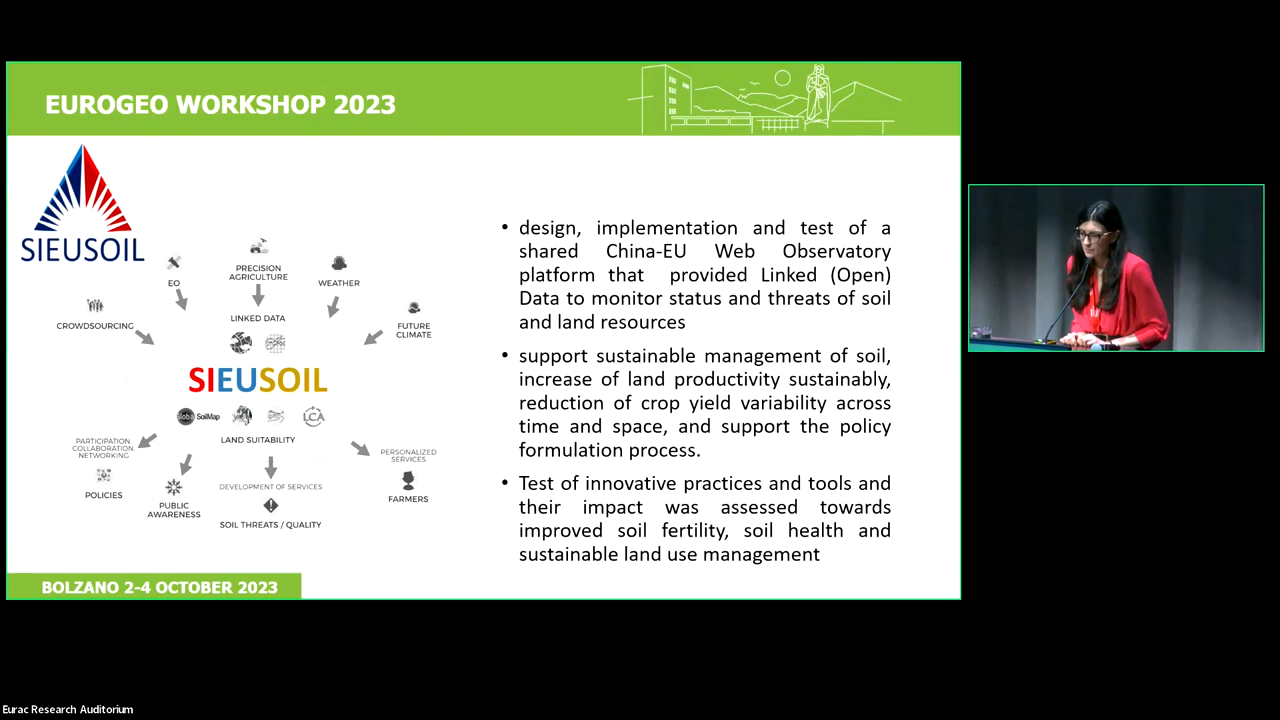 EUROGEO WORKSHOP 2023
SIEUSOIL
EO
PRECISION
AGRICULTURE
WEATHER
CROWDSOURCING
LINKED DATA
FUTURE
CLIMATE
SIEUSOIL
Global SoilMap
LCA
LAND SUITABILITY
PARTICIPATION,
COLLABORATION
NETWORKING
PERSONALIZED
SERVICES
POLICIES
PUBLIC
AWARENESS
DEVELOPMENT OF SERVICES
FARMERS
SOIL THREATS / QUALITY
• design, implementation and test of a
shared China-EU Web Observatory
platform that provided Linked (Open)
Data to monitor status and threats of soil
and land resources
• support sustainable management of soil,
increase of land productivity sustainably,
reduction of crop yield variability across
time and space, and support the policy
formulation process.
• Test of innovative practices and tools and
their impact was assessed towards
improved soil fertility, soil health and
sustainable land use management
BOLZANO 2-4 OCTOBER 2023
Eurac Research Auditorium